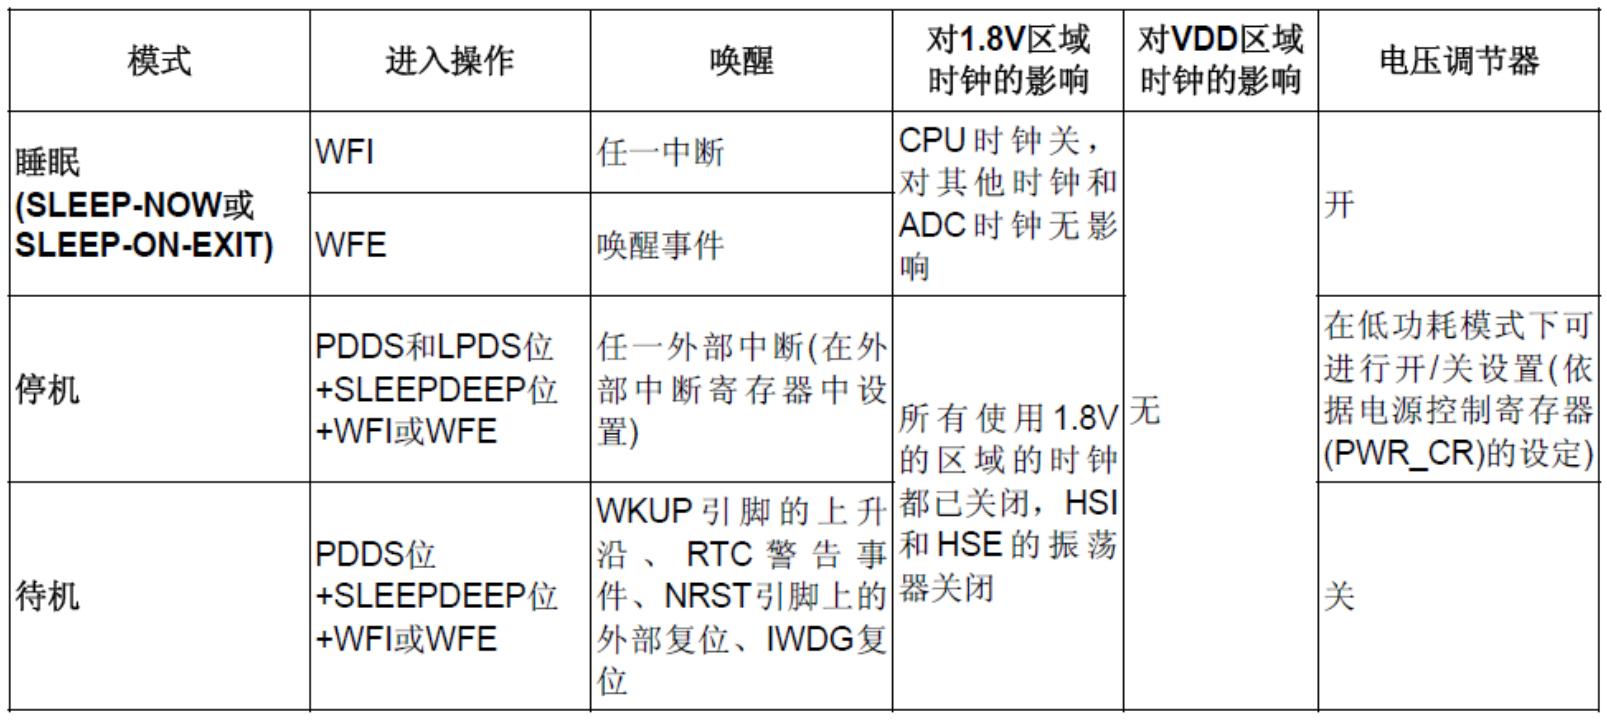 模式
进入操作
唤醒
对1.8V区域
时钟的影响
对VDD区域
时钟的影响
电压调节器
睡眠
(SLEEP-NOW或
SLEEP-ON-EXIT)
WFI
任一中断
WFE
唤醒事件
CPU时钟关，
对其他时钟和
ADC时钟无影
响
无
开
停机
PDDS和LPDS位
+SLEEPDEEP位
+WFI或WFE
任一外部中断(在外
部中断寄存器中设
置)
所有使用1.8V
的区域的时钟
都已关闭，HSI
和HSE的振荡
器关闭
在低功耗模式下可
进行开/关设置(依
据电源控制寄存器
(PWR_CR)的设定)
待机
PDDS位
+SLEEPDEEP位
+WFI或WFE
WKUP引脚的上升
沿、RTC警告事
件、NRST引脚上的
外部复位、IWDG复
位
关